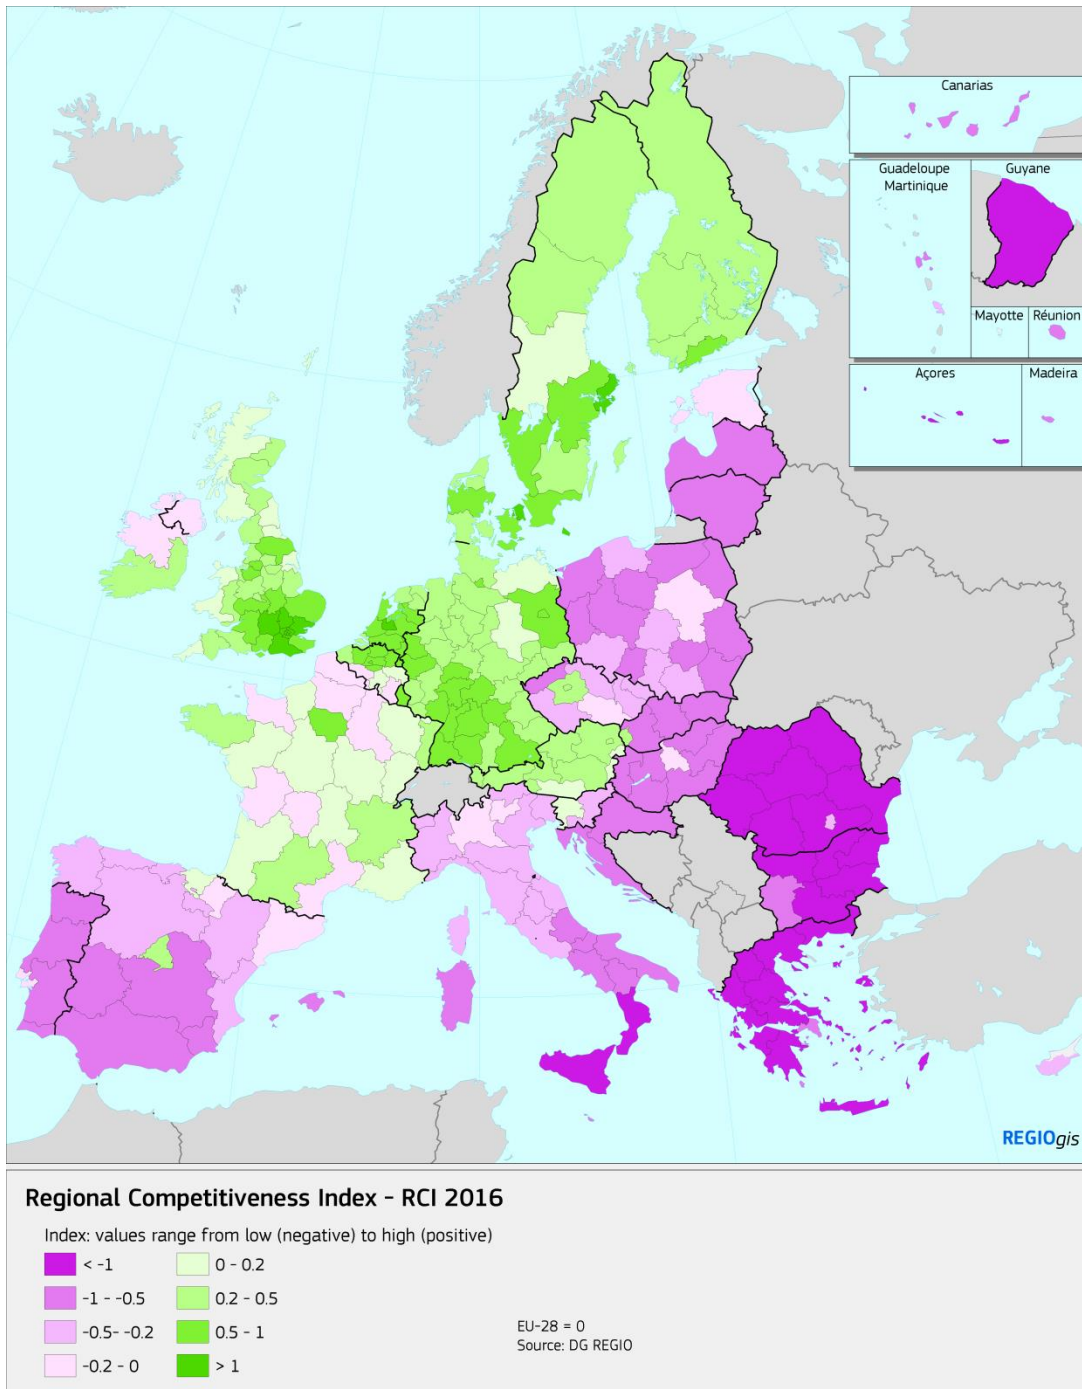 Canarias
Guadeloupe
Martinique
Guyane
Mayotte
Réunion
Açores
Madeira
REGIOgis
Regional Competitiveness Index - RCI 2016
Index: values range from low (negative) to high (positive)
< -1
-1 - -0.5
-0.5- -0.2
-0.2 - 0
0 - 0.2
0.2 - 0.5
0.5 - 1
> 1
EU-28 = 0
Source: DG REGIO